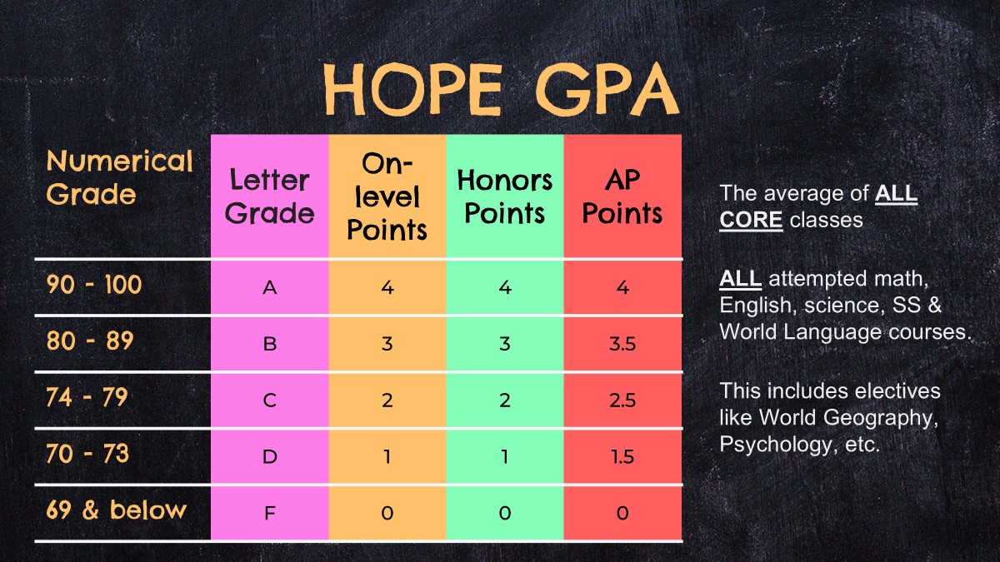 HOPE GPA
Numerical
Grade
Letter
Grade
On-
level
Points
Honors
Points
AP
Points
90 - 100 A 4 4 4
80 - 89 B 3 3 3.5
74 - 79 C 2 2 2.5
70 - 73 D 1 1 1.5
69 & below F 0 0 0
The average of ALL
CORE classes
ALL attempted math,
English, science, SS &
World Language courses.
This includes electives
like World Geography,
Psychology, etc.